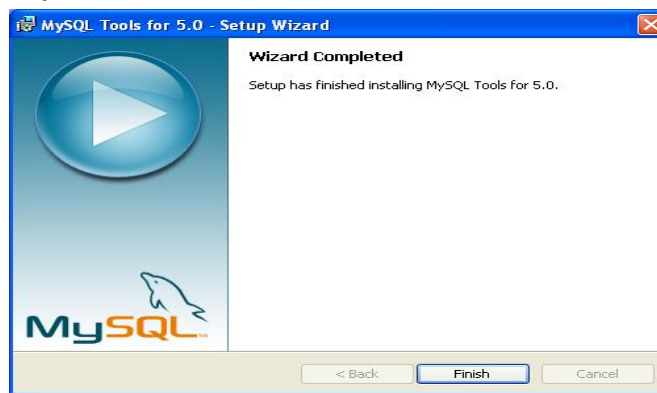 MySQL Tools for 5.0 - Setup Wizard
Wizard Completed
Setup has finished installing MySQL Tools for 5.0.
MySQL
< Back
Finish
Cancel